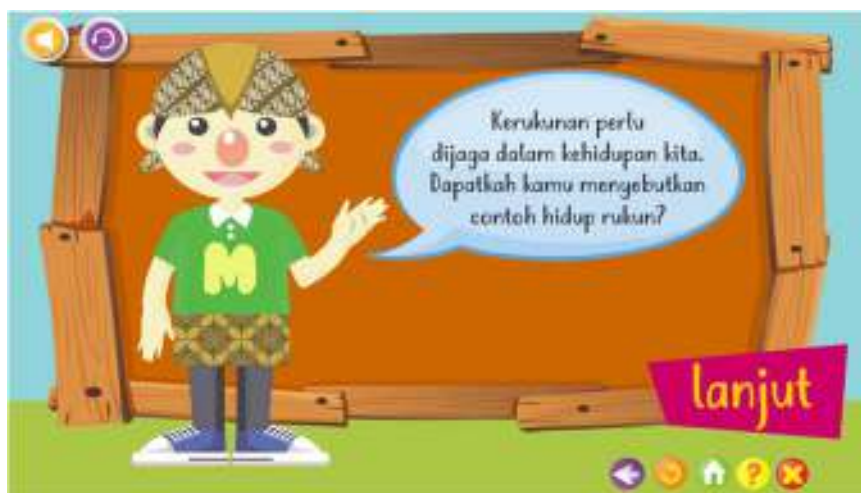 Kerukunan perlu
dijaga dalam kehidupan kita.
Dapatkah kamu menyebutkan
contoh hidup rukun?
M
lanjut
?